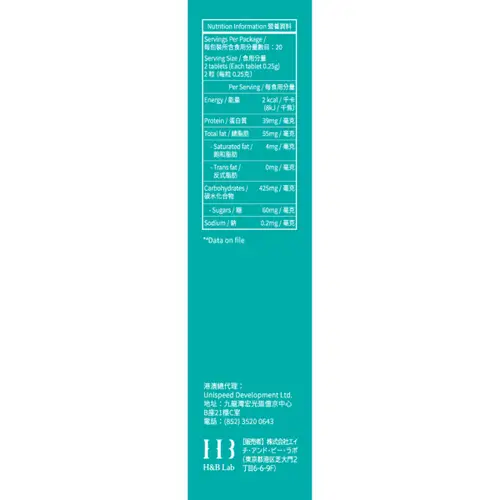 Nutrition Information 營養資料
Servings Per Package /
每包裝所含食用份量數目：20
Serving Size / 食用分量
2 tablets (Each tablet 0.25g)
2 粒 (每粒 0.25克)
Per Serving / 每食用分量
Energy / 能量 2 kcal / 千卡
(8kJ / 千焦)
Protein / 蛋白質 39mg / 毫克
Total fat / 總脂肪 55mg / 毫克
- Saturated fat / 4mg / 毫克
飽和脂肪
- Trans fat / 0mg / 毫克
反式脂肪
Carbohydrates / 425mg / 毫克
碳水化合物
- Sugars / 糖 60mg / 毫克
Sodium / 鈉 0.2mg / 毫克
**Data on file
港澳總代理：
Unispeed Development Ltd.
地址：九龍灣宏光道億京中心
B座21樓C室
電話：(852) 3520 0643
HB
H&B Lab
【販売者】株式会社エイ
チ・アンド・ビー・ラボ
(東京都港区芝大門2
丁目6-6-9F)